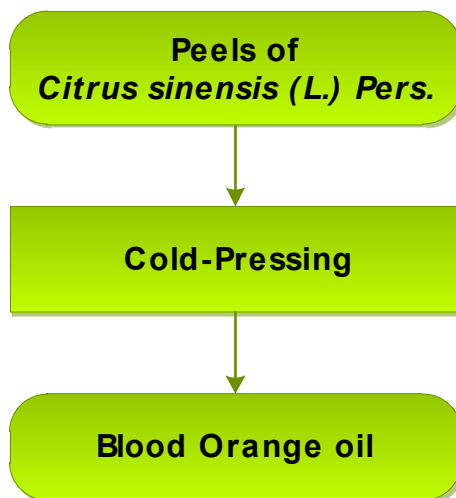 Peels of
Citrus sinensis (L.) Pers.
Cold-Pressing
Blood Orange oil